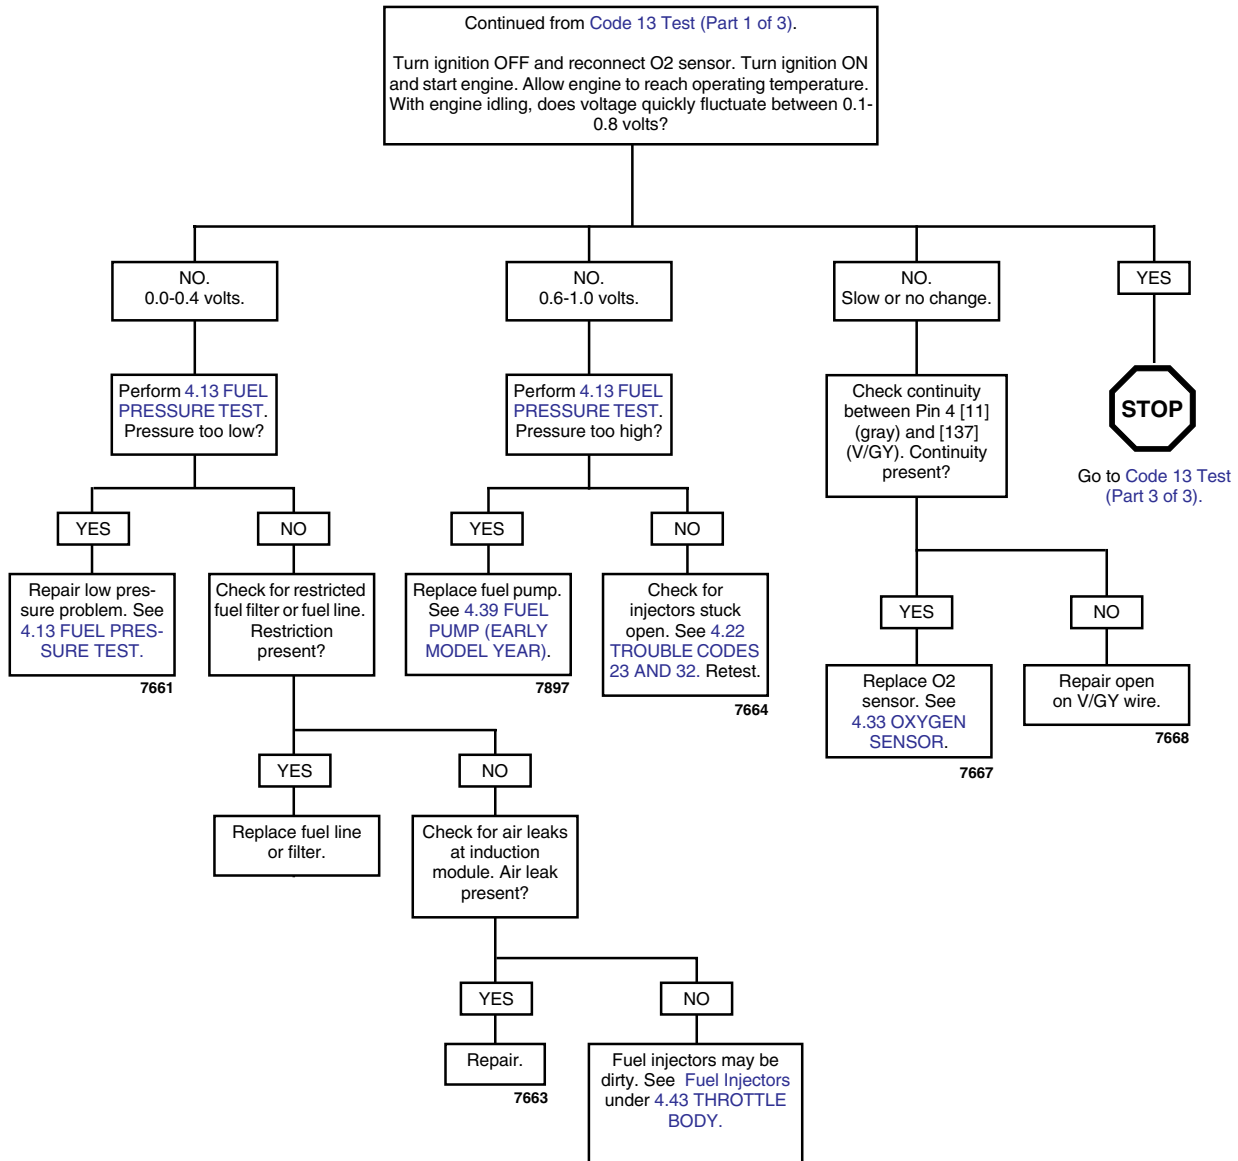 Continued from Code 13 Test (Part 1 of 3).
Turn ignition OFF and reconnect O2 sensor. Turn ignition ON
and start engine. Allow engine to reach operating temperature.
With engine idling, does voltage quickly fluctuate between 0.1-
0.8 volts?
NO.
0.0-0.4 volts.
NO.
0.6-1.0 volts.
NO.
Slow or no change.
YES
Perform 4.13 FUEL
PRESSURE TEST.
Pressure too low?
Perform 4.13 FUEL
PRESSURE TEST.
Pressure too high?
Check continuity
between Pin 4 [11]
(gray) and [137]
(V/GY). Continuity
present?
STOP
Go to Code 13 Test
(Part 3 of 3).
YES
NO
YES
NO
Repair low pres-
sure problem. See
4.13 FUEL PRES-
SURE TEST.
7661
Check for restricted
fuel filter or fuel line.
Restriction
present?
Replace fuel pump.
See 4.39 FUEL
PUMP (EARLY
MODEL YEAR).
7897
Check for
injectors stuck
open. See 4.22
TROUBLE CODES
23 AND 32. Retest.
7664
YES
NO
Replace O2
sensor. See
4.33 OXYGEN
SENSOR.
7667
Repair open
on V/GY wire.
7668
YES
NO
Replace fuel line
or filter.
Check for air leaks
at induction
module. Air leak
present?
YES
NO
Repair.
7663
Fuel injectors may be
dirty. See Fuel Injectors
under 4.43 THROTTLE
BODY.